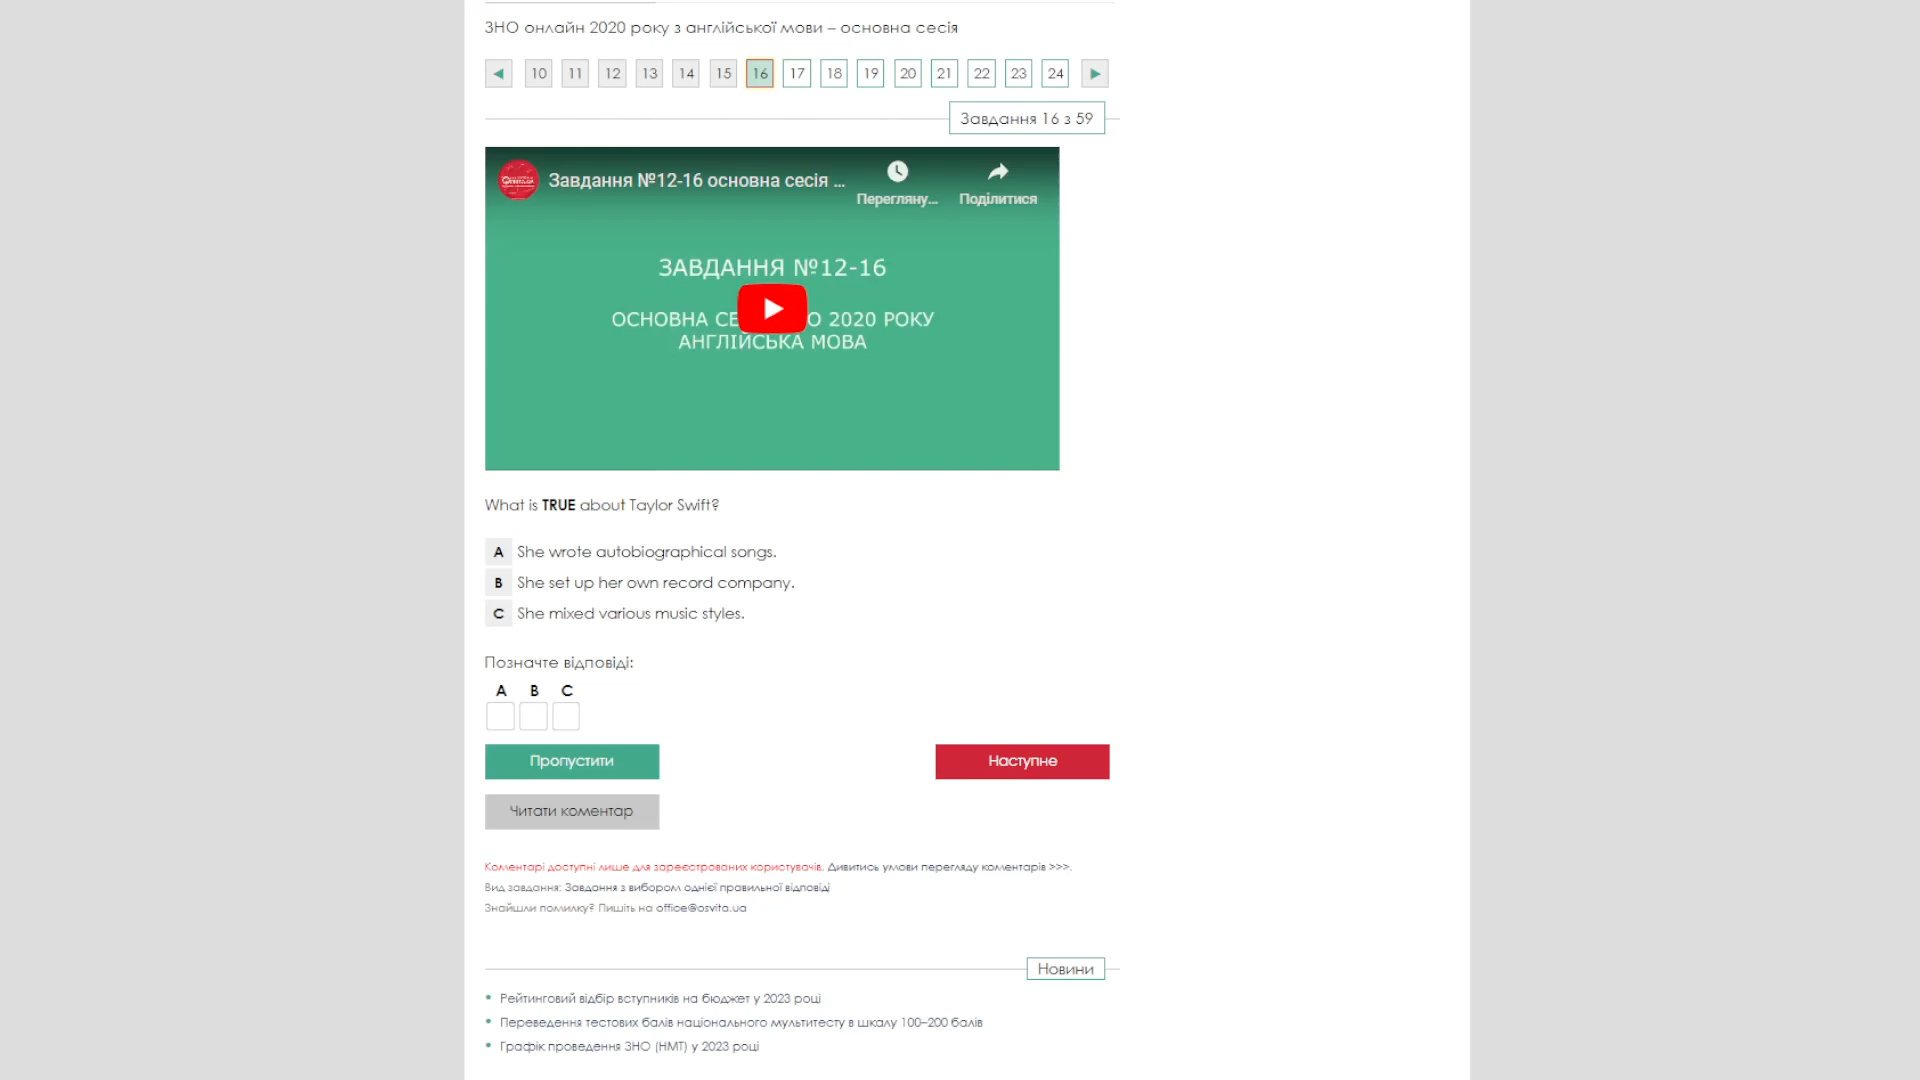 ЗНО онлайн 2020 року з англійської мови – основна сесія
◄ 10 11 12 13 14 15 16 17 18 19 20 21 22 23 24 ►
Завдання 16 з 59
Завдання №12-16 основна сесія ...
Перегляну...
Поділитися
ЗАВДАННЯ №12-16
ОСНОВНА СЕ О 2020 РОКУ
АНГЛІЙСЬКА МОВА
What is TRUE about Taylor Swift?
A She wrote autobiographical songs.
B She set up her own record company.
C She mixed various music styles.
Позначте відповіді:
A B C
Пропустити
Наступне
Читати коментар
Коментарі доступні лише для зареєстрованих користувачів. Дивитись умови перегляду коментарів >>>.
Вид завдання: Завдання з вибором однієї правильної відповіді
Знайшли помилку? Пишіть на office@osvita.ua
Новини
• Рейтинговий відбір вступників на бюджет у 2023 році
• Переведення тестових балів національного мультитесту в шкалу 100–200 балів
• Графік проведення ЗНО (НМТ) у 2023 році